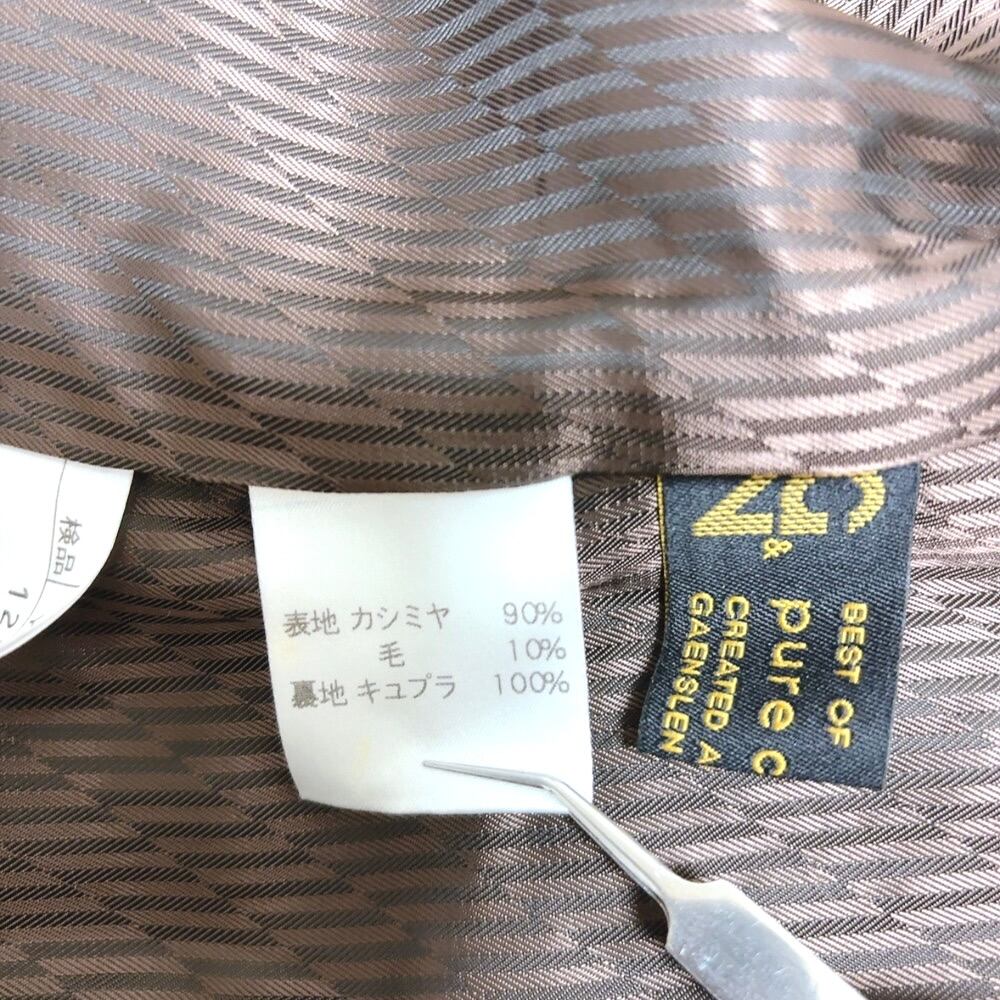 検品
12
表地 カシミヤ 90%
毛 10%
裏地 キュプラ 100%
G
&
BEST OF
pure c
CREATED A
GAENSLEN